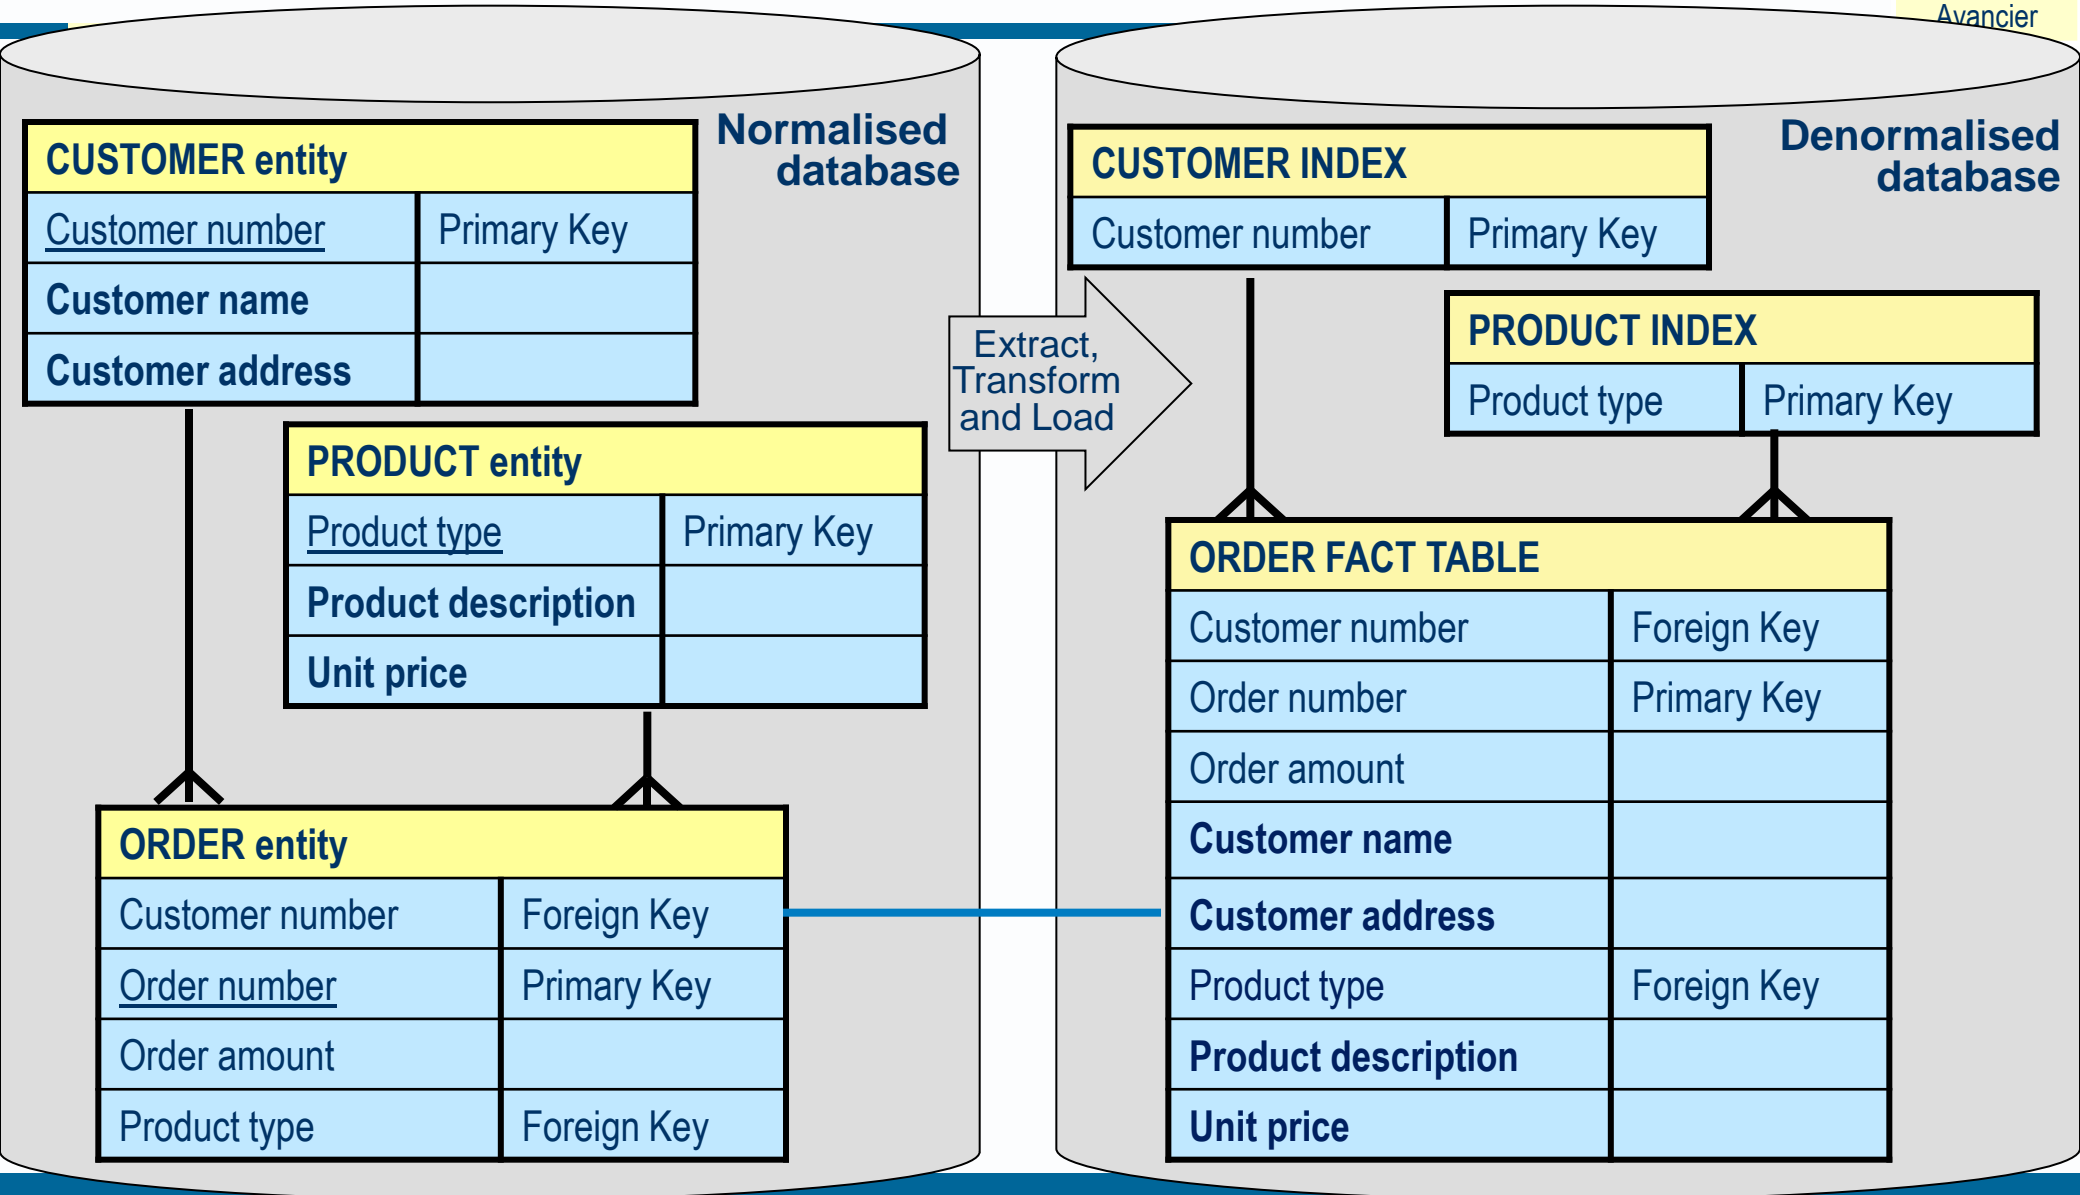 Avancier
Normalised
database
CUSTOMER entity
Customer number Primary Key
Customer name
Customer address
PRODUCT entity
Product type Primary Key
Product description
Unit price
ORDER entity
Customer number Foreign Key
Order number Primary Key
Order amount
Product type Foreign Key
Extract,
Transform
and Load
Denormalised
database
CUSTOMER INDEX
Customer number Primary Key
PRODUCT INDEX
Product type Primary Key
ORDER FACT TABLE
Customer number Foreign Key
Order number Primary Key
Order amount
Customer name
Customer address
Product type Foreign Key
Product description
Unit price